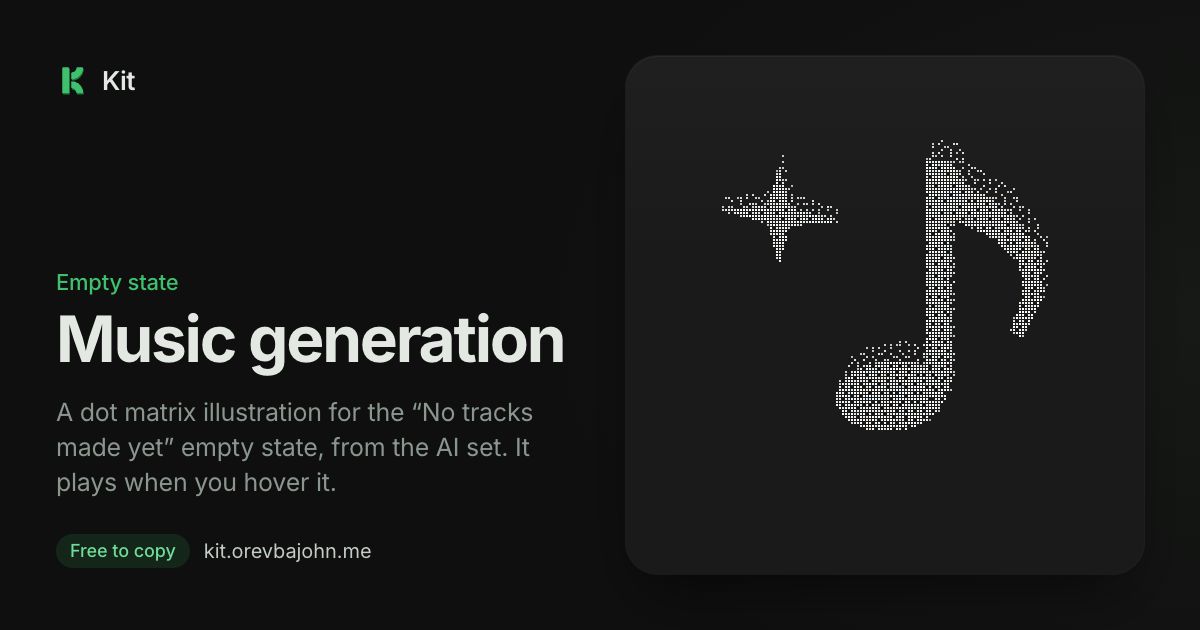 Kit
Empty state
Music generation
A dot matrix illustration for the “No tracks
made yet” empty state, from the AI set. It
plays when you hover it.
Free to copy
kit.orevbajohn.me